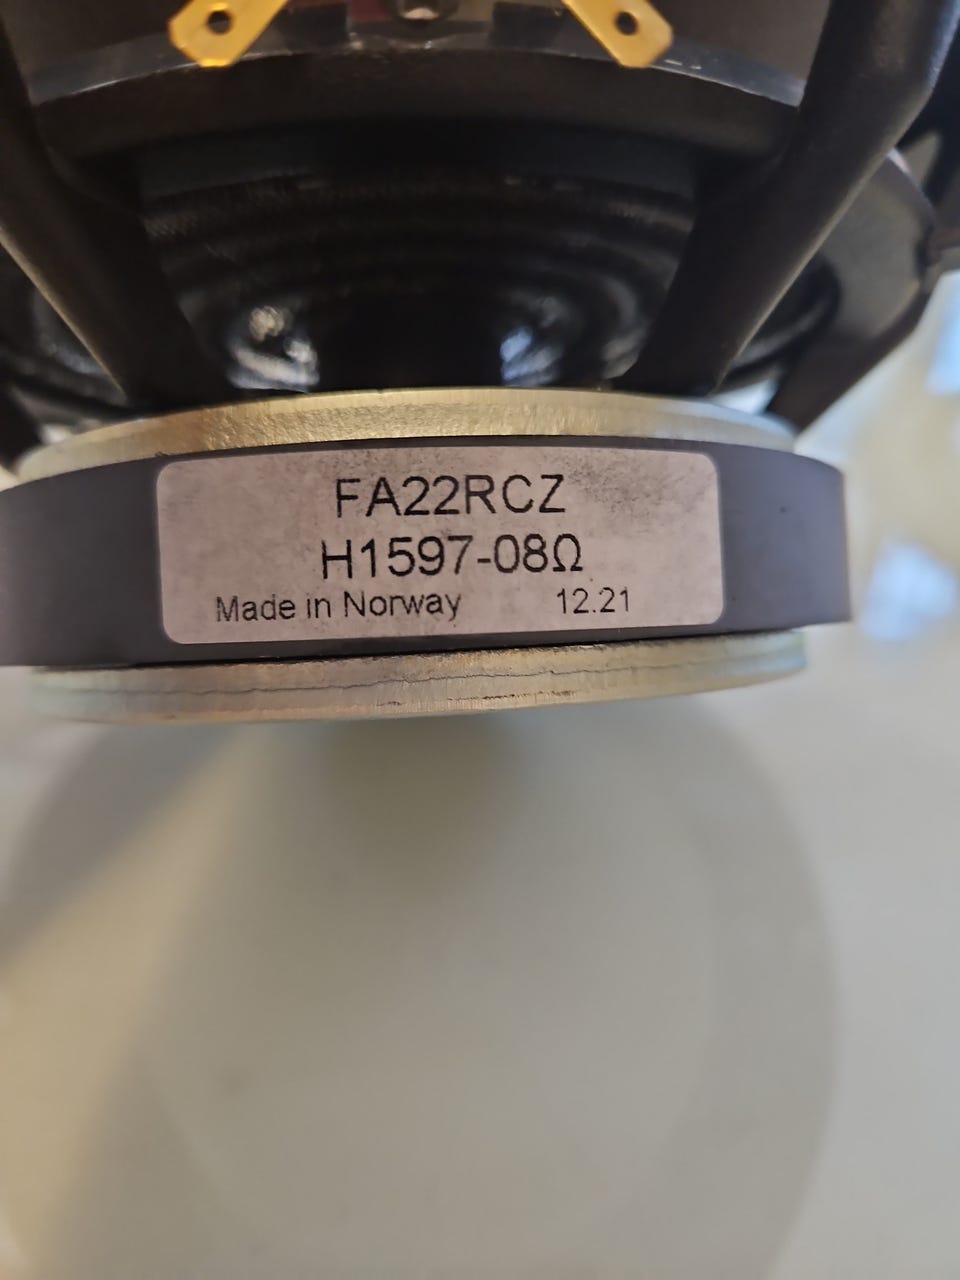 FA22RCZ
H1597-08Ω
Made in Norway 12.21